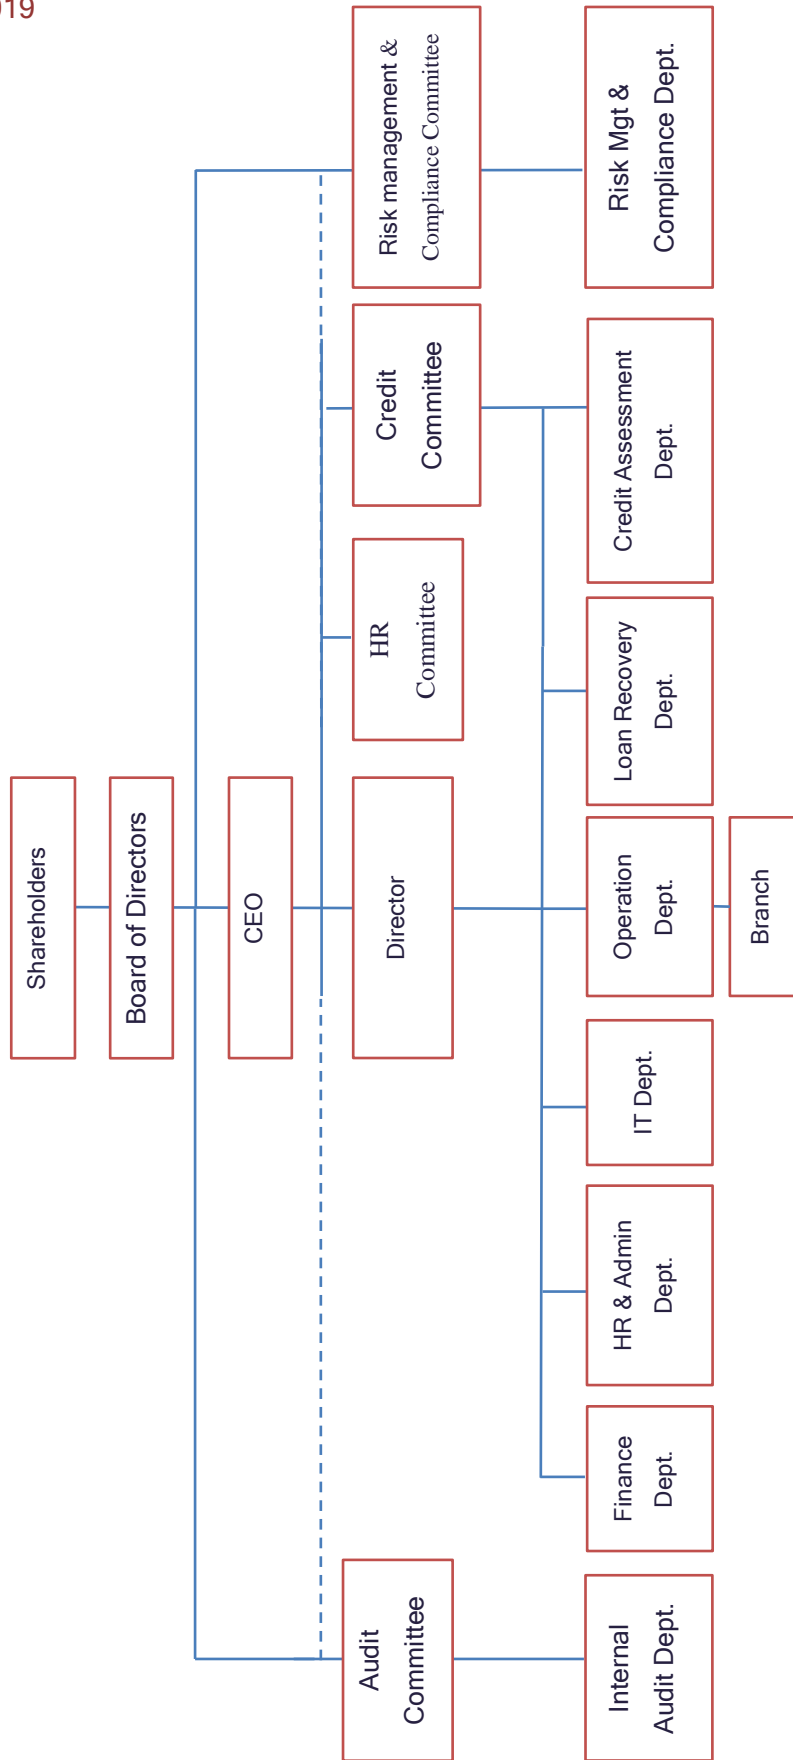 019
Shareholders
Board of Directors
CEO
Audit
Committee
Director
HR
Committee
Credit
Committee
Risk management &
Compliance Committee
Internal
Audit Dept.
Finance
Dept.
HR & Admin
Dept.
IT Dept.
Operation
Dept.
Loan Recovery
Dept.
Credit Assessment
Dept.
Risk Mgt &
Compliance Dept.
Branch